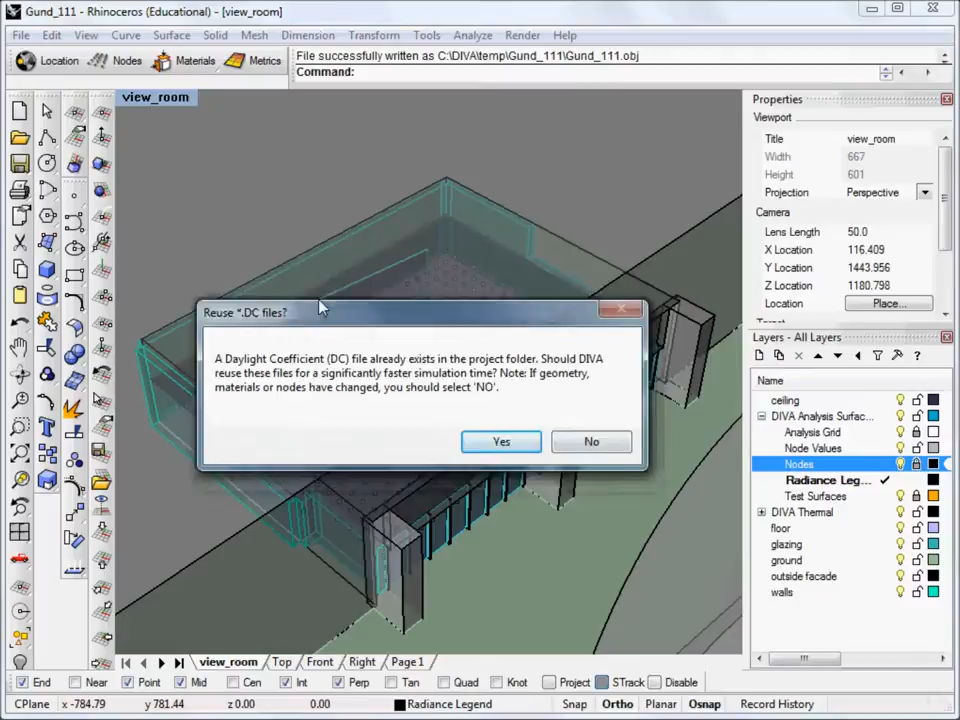 Gund_111 - Rhinoceros (Educational) - [view_room]
File Edit View Curve Surface Solid Mesh Dimension Transform Tools Analyze Render Help
Location Nodes Materials Metrics
File successfully written as C:\DIVA\temp\Gund_111\Gund_111.obj
Command:
view_room
Properties
Viewport
Title view_room
Width 667
Height 601
Projection Perspective
Camera
Lens Length 50.0
X Location 116.409
Y Location 1443.956
Z Location 1180.798
Location Place...
Reuse *.DC files?
A Daylight Coefficient (DC) file already exists in the project folder. Should DIVA
reuse these files for a significantly faster simulation time? Note: If geometry,
materials or nodes have changed, you should select 'NO'.
Yes No
Layers - All Layers
Name
ceiling
DIVA Analysis Surfac...
Analysis Grid
Node Values
Nodes
Radiance Leg...
Test Surfaces
DIVA Thermal
floor
glazing
ground
outside facade
walls
view_room Top Front Right Page1
End Near Point Mid Cen Int Perp Tan Quad Knot Project STrack Disable
CPlane x -784.79 y 781.44 z 0.00 0.00 Radiance Legend Snap Ortho Planar Osnap Record History